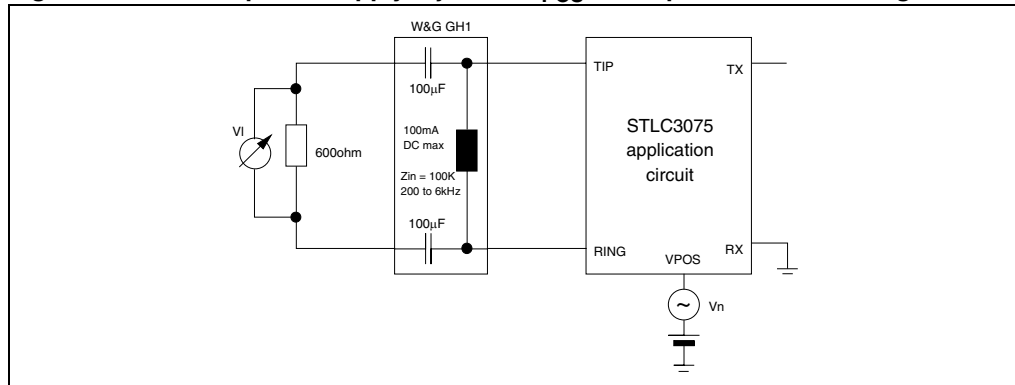 W&G GH1
100µF
100mA
DC max
Zin = 100K
200 to 6kHz
100µF
VI
600ohm
TIP
TX
STLC3075
application
circuit
RING
RX
VPOS
Vn
~